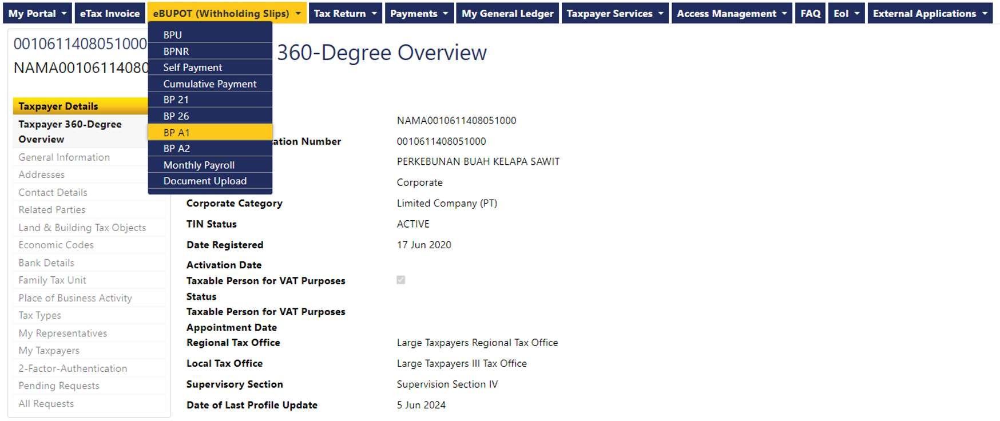 My Portal eTax Invoice eBUPOT (Withholding Slips) Tax Return Payments My General Ledger Taxpayer Services Access Management FAQ EoI External Applications
0010611408051000
NAMA00106114080
BPU
BPNR
Self Payment
Cumulative Payment
BP 21
BP 26
BP A1
BP A2
Monthly Payroll
Document Upload
360-Degree Overview
Taxpayer Details
Taxpayer 360-Degree
Overview
General Information
Addresses
Contact Details
Related Parties
Land & Building Tax Objects
Economic Codes
Bank Details
Family Tax Unit
Place of Business Activity
Tax Types
My Representatives
My Taxpayers
2-Factor-Authentication
Pending Requests
All Requests
NAMA0010611408051000
ation Number 0010611408051000
PERKEBUNAN BUAH KELAPA SAWIT
Corporate
Corporate Category Limited Company (PT)
TIN Status ACTIVE
Date Registered 17 Jun 2020
Activation Date
Taxable Person for VAT Purposes
Status
Taxable Person for VAT Purposes
Appointment Date
Regional Tax Office Large Taxpayers Regional Tax Office
Local Tax Office Large Taxpayers III Tax Office
Supervisory Section Supervision Section IV
Date of Last Profile Update 5 Jun 2024